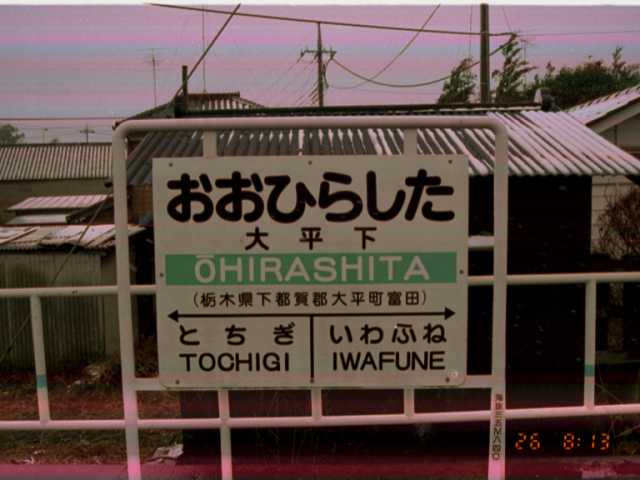 おおひらした
大平下
ŌHIRASHITA
(栃木県下都賀郡大平町富田)
とちぎ いわふね
TOCHIGI IWAFUNE
26 8:13